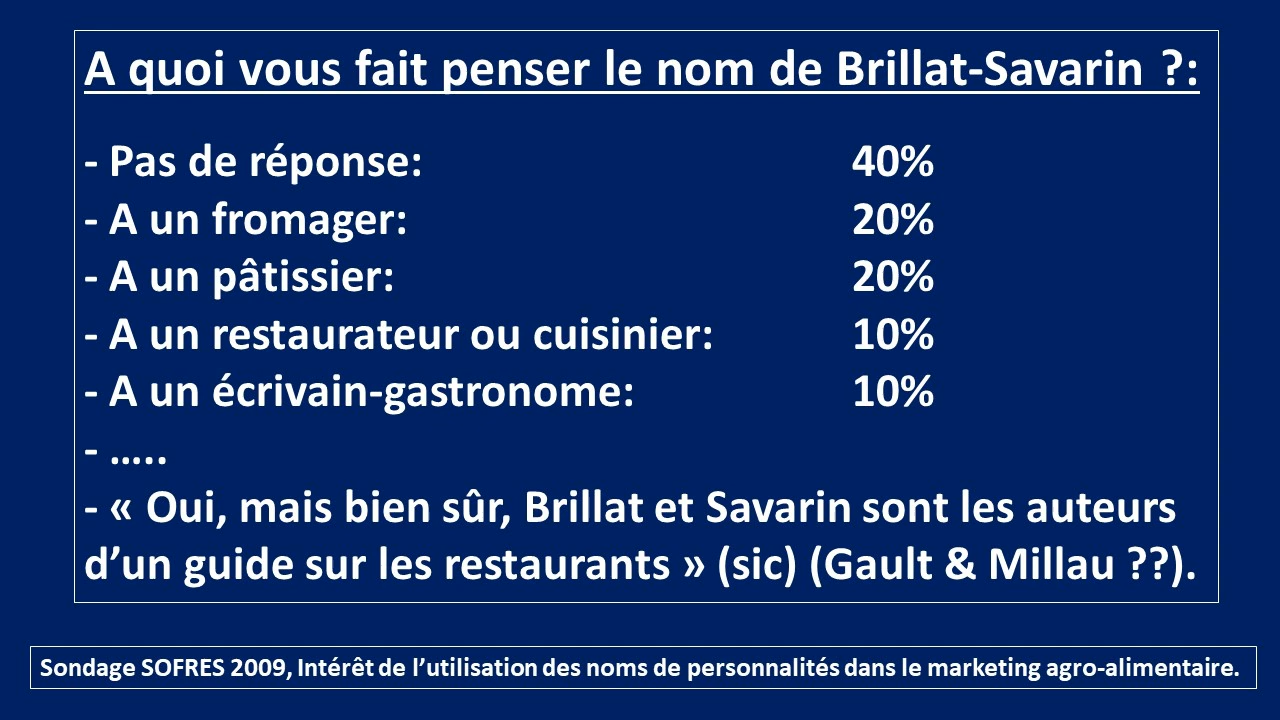 A quoi vous fait penser le nom de Brillat-Savarin ?:
- Pas de réponse: 40%
- A un fromager: 20%
- A un pâtissier: 20%
- A un restaurateur ou cuisinier: 10%
- A un écrivain-gastronome: 10%
- …..
- « Oui, mais bien sûr, Brillat et Savarin sont les auteurs
d’un guide sur les restaurants » (sic) (Gault & Millau ??).
Sondage SOFRES 2009, Intérêt de l’utilisation des noms de personnalités dans le marketing agro-alimentaire.